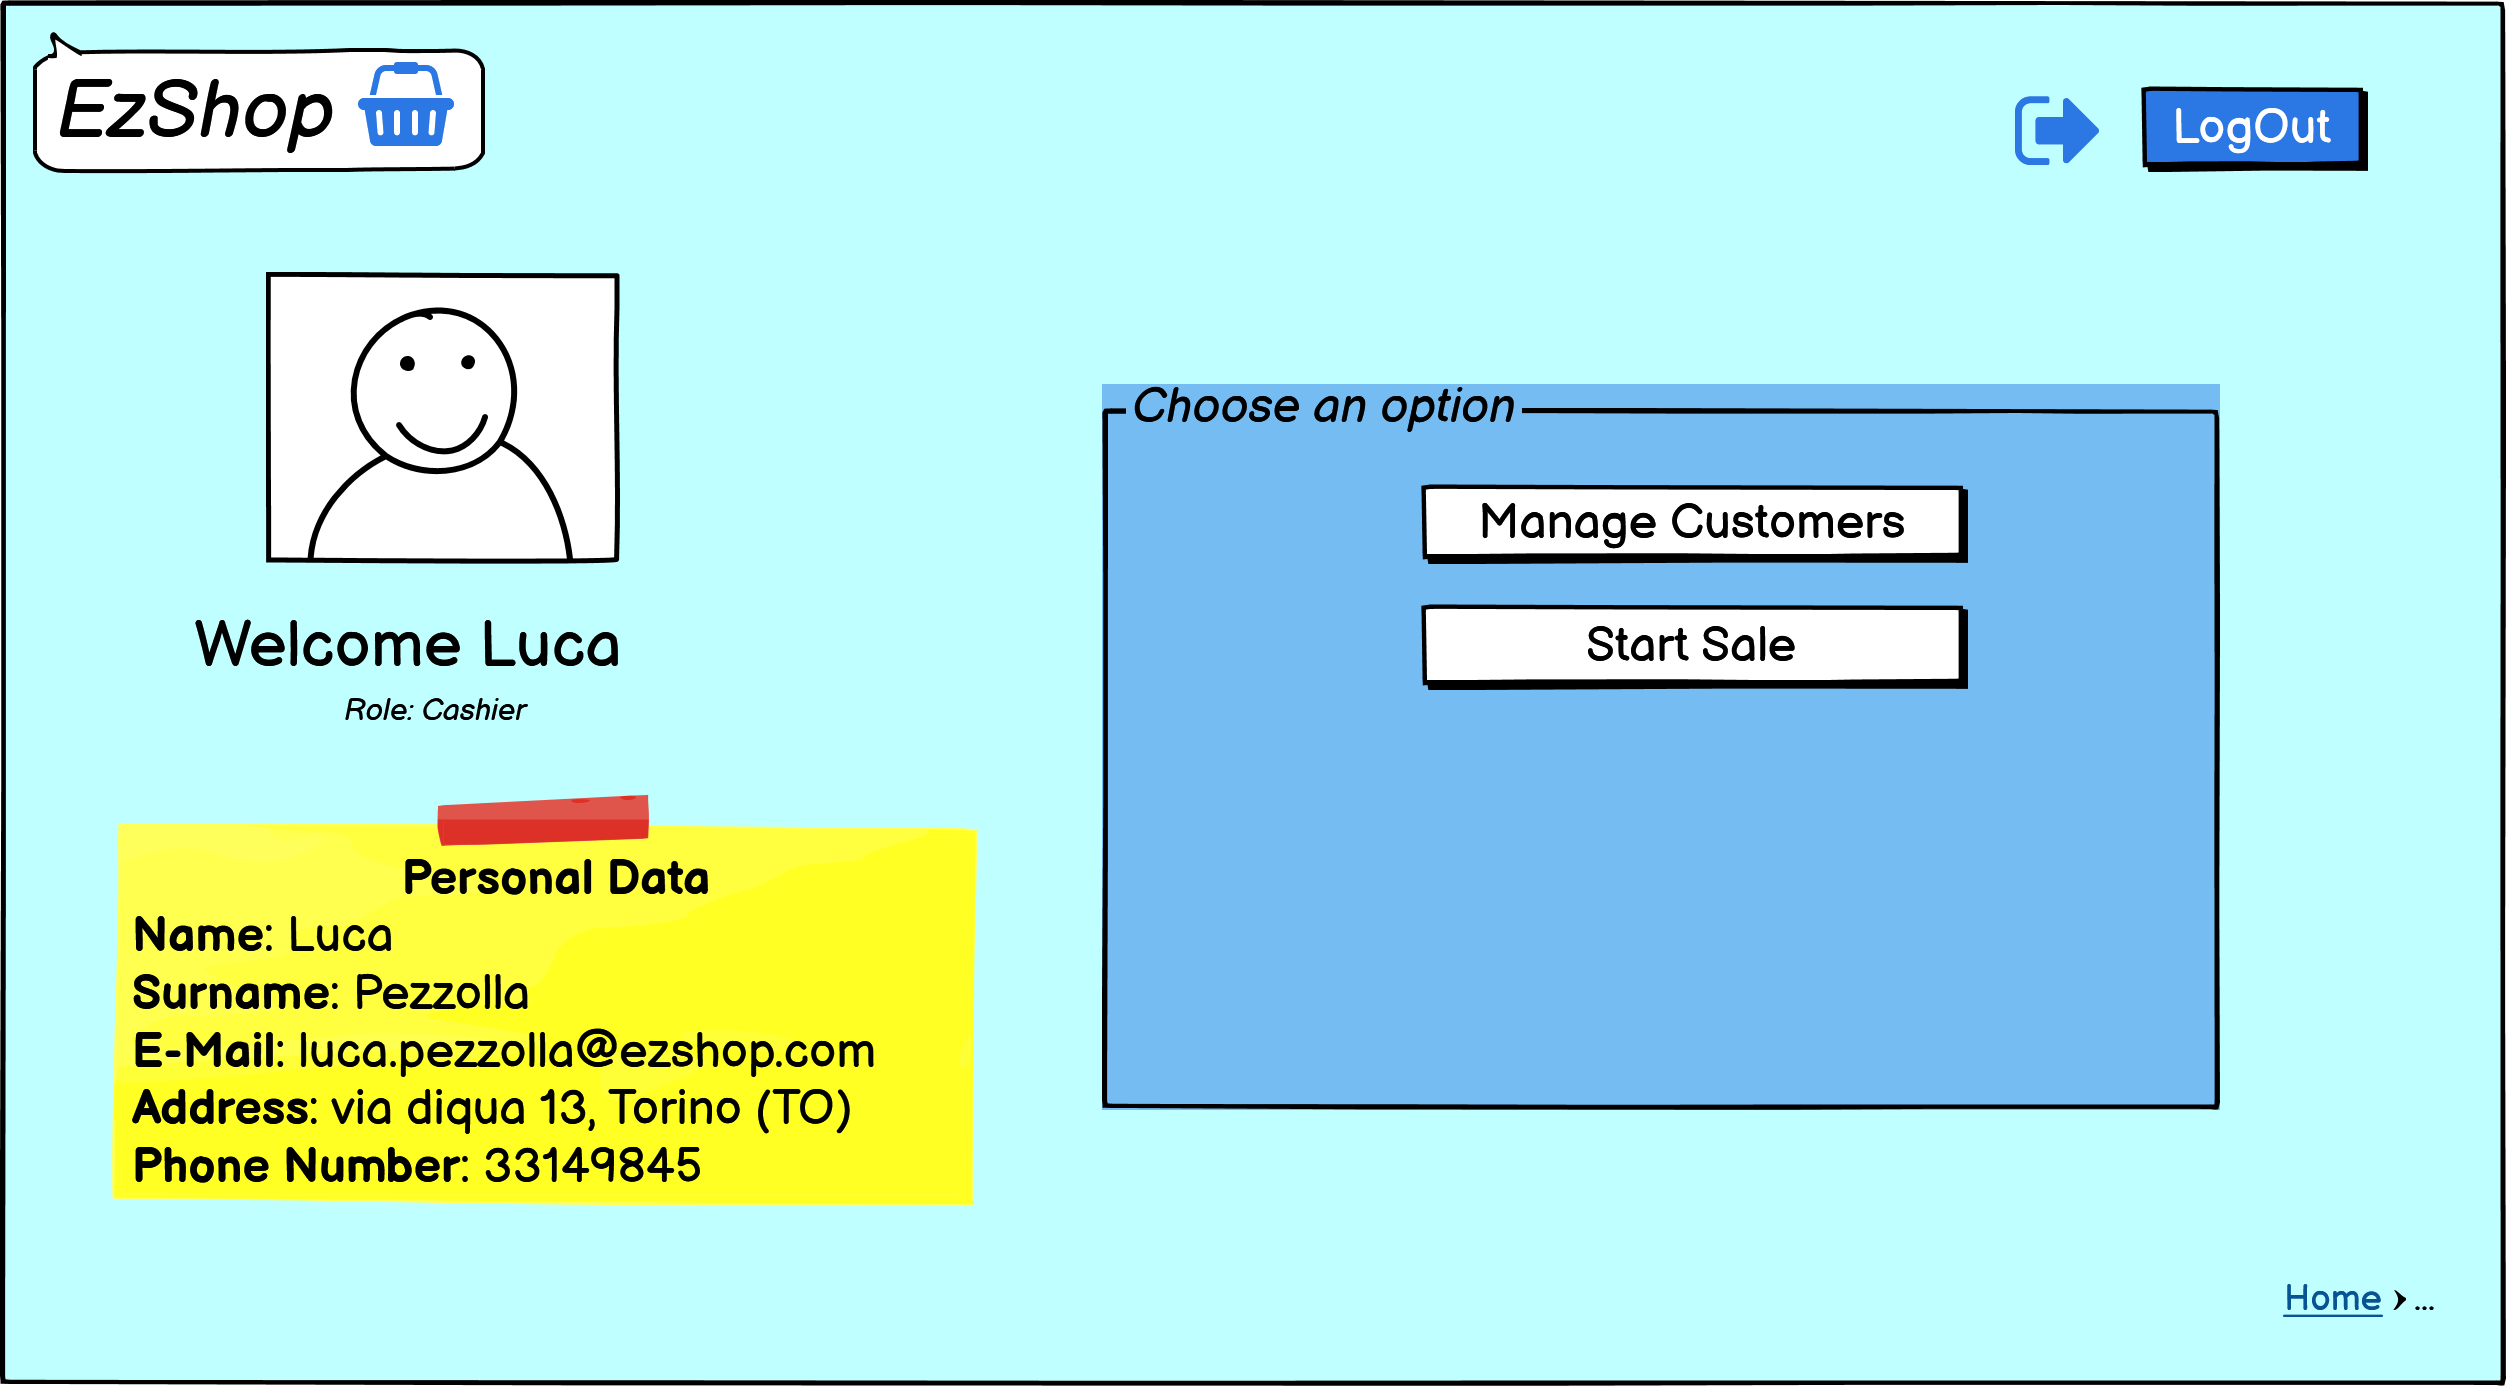 EzShop
LogOut
Welcome Luca
Role: Cashier
Personal Data
Name: Luca
Surname: Pezzolla
E-Mail: luca.pezzolla@ezshop.com
Address: via diqua 13, Torino (TO)
Phone Number: 33149845
Choose an option
Manage Customers
Start Sale
Home › ...